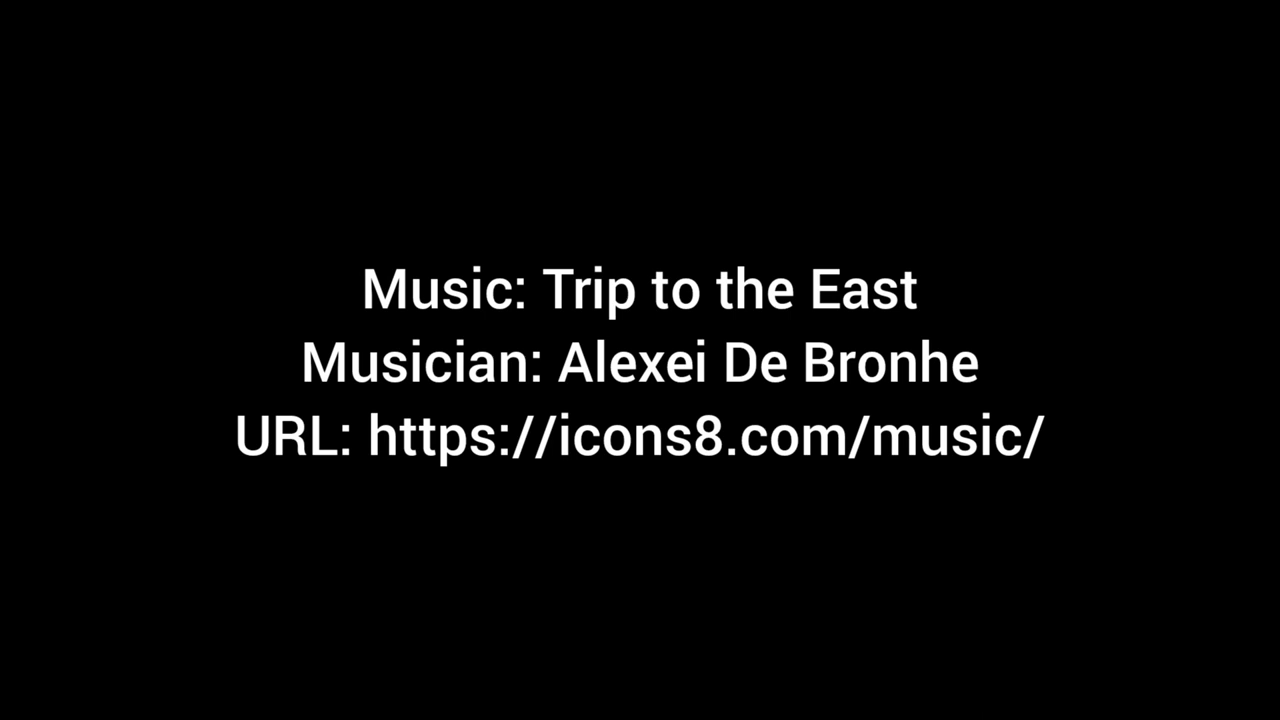 Music: Trip to the East
Musician: Alexei De Bronhe
URL: https://icons8.com/music/